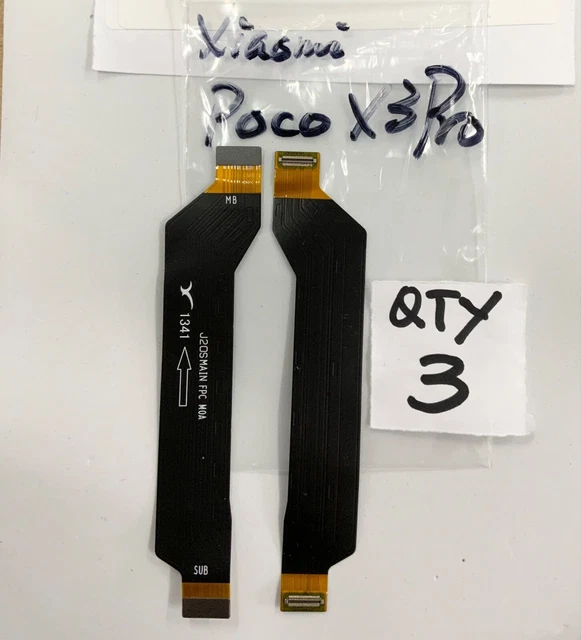 Xiaomi
Poco X3 Pro
MB
1341
J20SMAIN FPC M0A
SUB
QTY
3